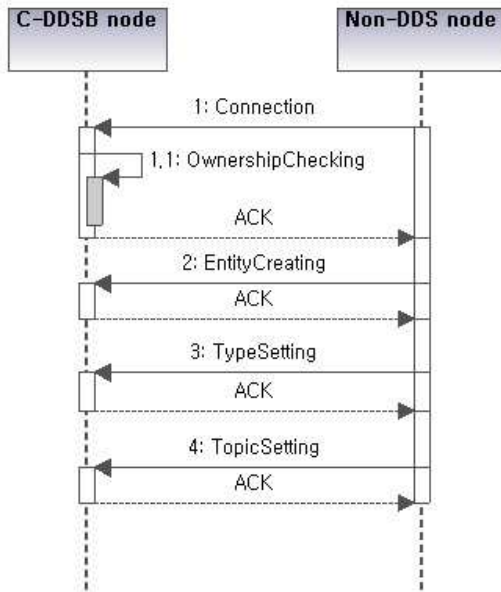 C-DDSB node
Non-DDS node
1: Connection
1.1: OwnershipChecking
ACK
2: EntityCreating
ACK
3: TypeSetting
ACK
4: TopicSetting
ACK